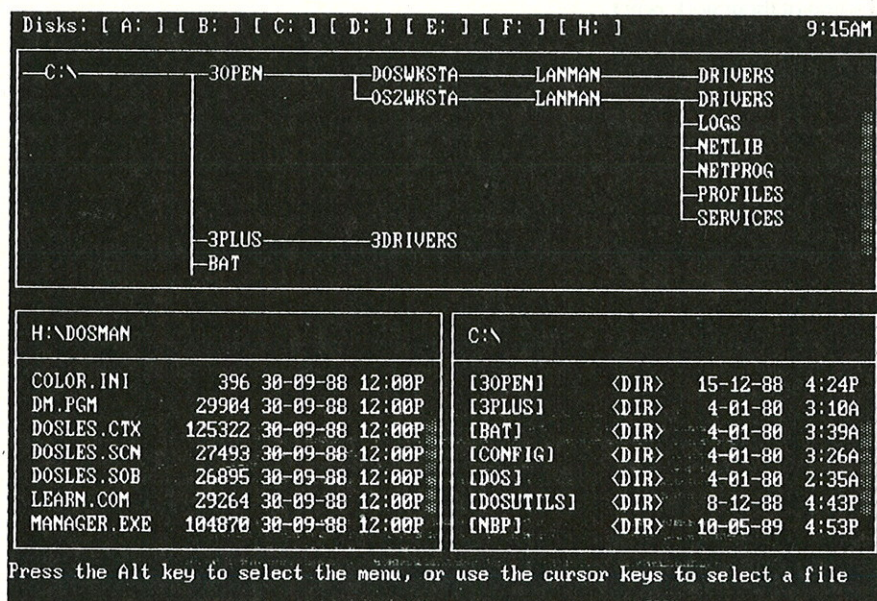 Disks: [ A: ] [ B: ] [ C: ] [ D: ] [ E: ] [ F: ] [ H: ] 9:15AM
C:\ 3OPEN DOSWKSTA LANMAN DRIVERS
OS2WKSTA LANMAN DRIVERS
LOGS
NETLIB
NETPROG
PROFILES
SERVICES
3PLUS 3DRIVERS
BAT
H:\DOSMAN
COLOR.INI 396 30-09-88 12:00P
DM.PGM 29904 30-09-88 12:00P
DOSLES.CTX 125322 30-09-88 12:00P
DOSLES.SCN 27493 30-09-88 12:00P
DOSLES.SOB 26895 30-09-88 12:00P
LEARN.COM 29264 30-09-88 12:00P
MANAGER.EXE 104870 30-09-88 12:00P
C:\
[3OPEN] <DIR> 15-12-88 4:24P
[3PLUS] <DIR> 4-01-80 3:10A
[BAT] <DIR> 4-01-80 3:39A
[CONFIG] <DIR> 4-01-80 3:26A
[DOS] <DIR> 4-01-80 2:35A
[DOSUTILS] <DIR> 8-12-88 4:43P
[NBP] <DIR> 10-05-89 4:53P
Press the Alt key to select the menu, or use the cursor keys to select a file